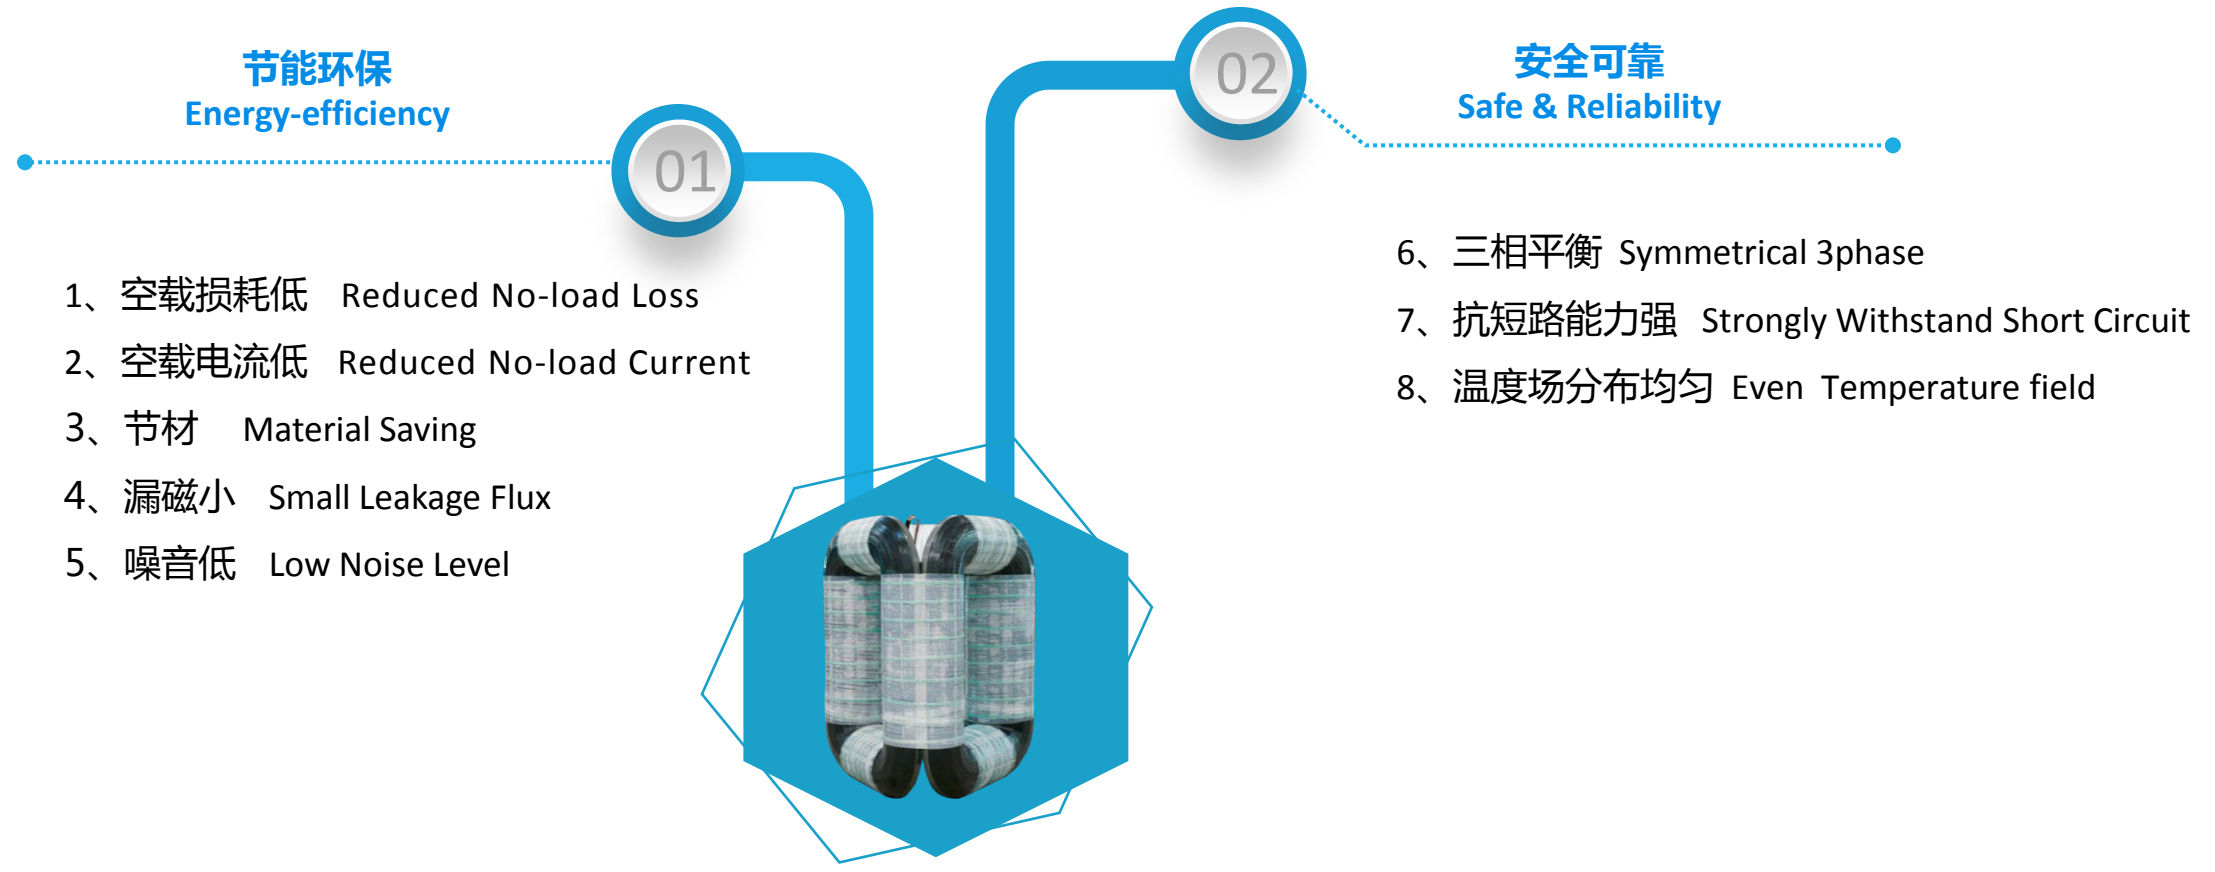 节能环保
Energy-efficiency
01
1、空载损耗低 Reduced No-load Loss
2、空载电流低 Reduced No-load Current
3、节材 Material Saving
4、漏磁小 Small Leakage Flux
5、噪音低 Low Noise Level
02
安全可靠
Safe & Reliability
6、三相平衡 Symmetrical 3phase
7、抗短路能力强 Strongly Withstand Short Circuit
8、温度场分布均匀 Even Temperature field